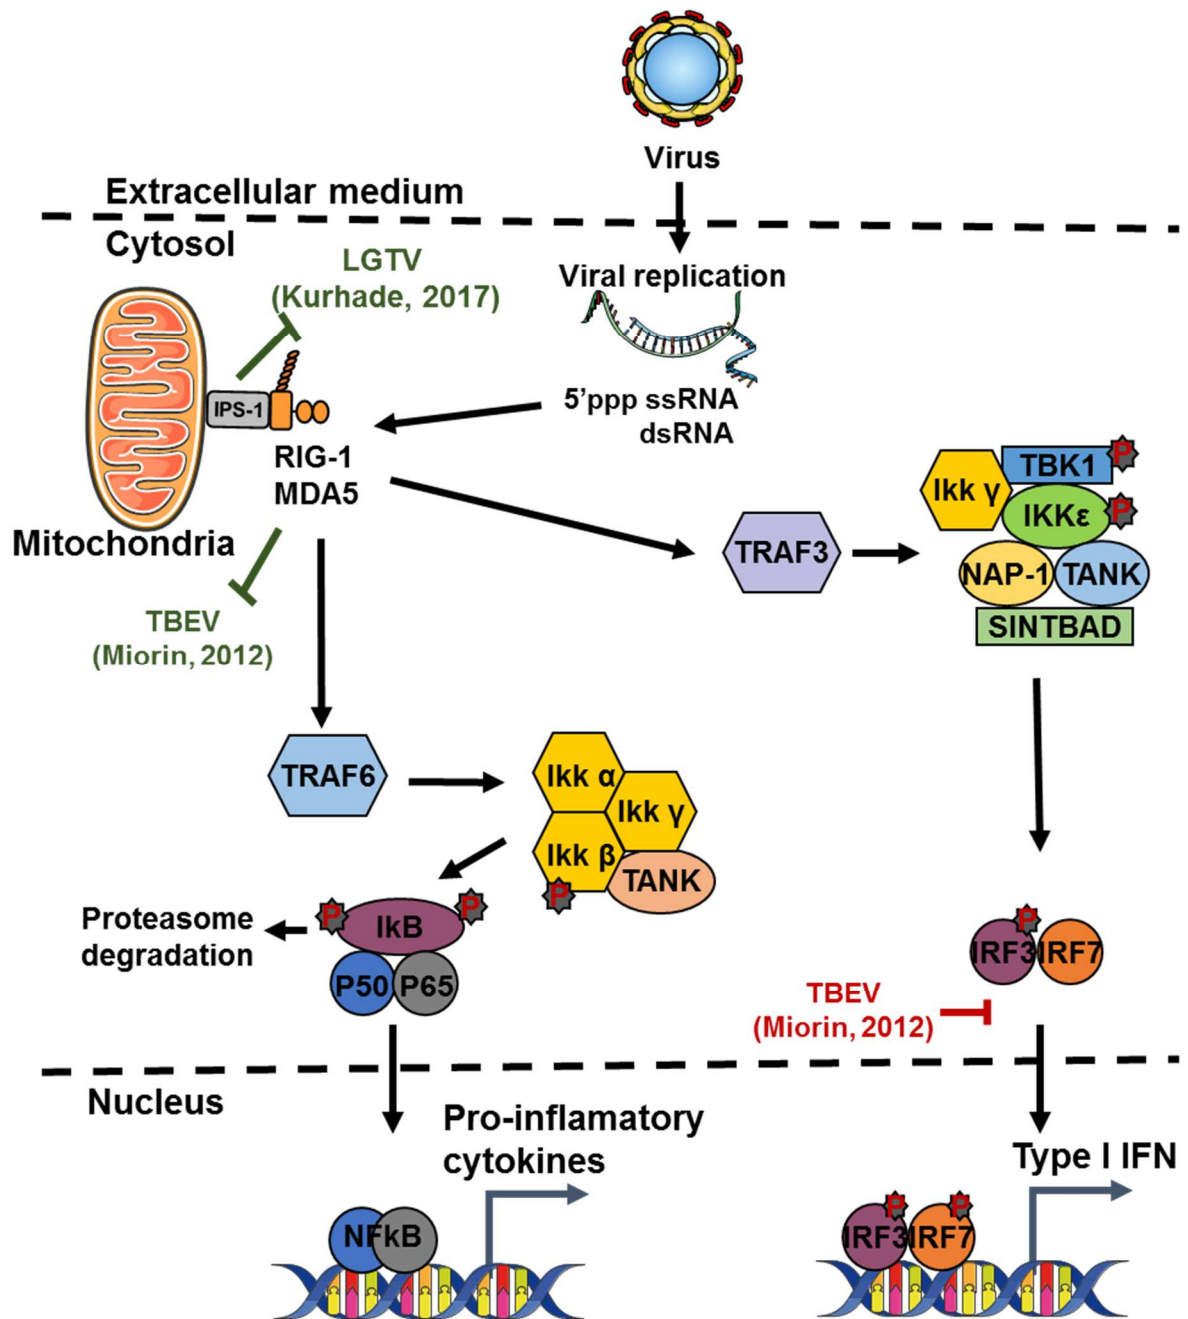 Virus
Extracellular medium
Cytosol
LGTV
(Kurhade, 2017)
Viral replication
IPS-1
5’ppp ssRNA
dsRNA
RIG-1
MDA5
Mitochondria
TBEV
(Miorin, 2012)
TRAF3
Ikk γ
TBK1
P
IKKε
P
NAP-1
TANK
SINTBAD
TRAF6
Ikk α
Ikk γ
Ikk β
P
TANK
Proteasome
degradation
P
IkB
P
P50
P65
P
IRF3
IRF7
TBEV
(Miorin, 2012)
Nucleus
Pro-inflamatory
cytokines
NFkB
Type I IFN
P
P
IRF3
IRF7